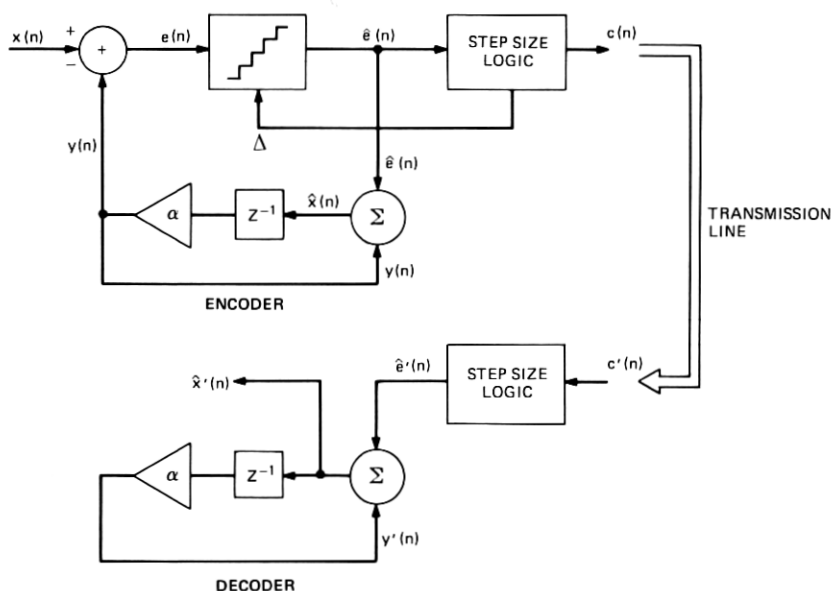 x(n)
+
−
+
e(n)
ê(n)
STEP SIZE
LOGIC
c(n)
y(n)
Δ
ê(n)
α
Z⁻¹
x̂(n)
Σ
y(n)
ENCODER
TRANSMISSION
LINE
x̂'(n)
ê'(n)
STEP SIZE
LOGIC
c'(n)
α
Z⁻¹
Σ
y'(n)
DECODER